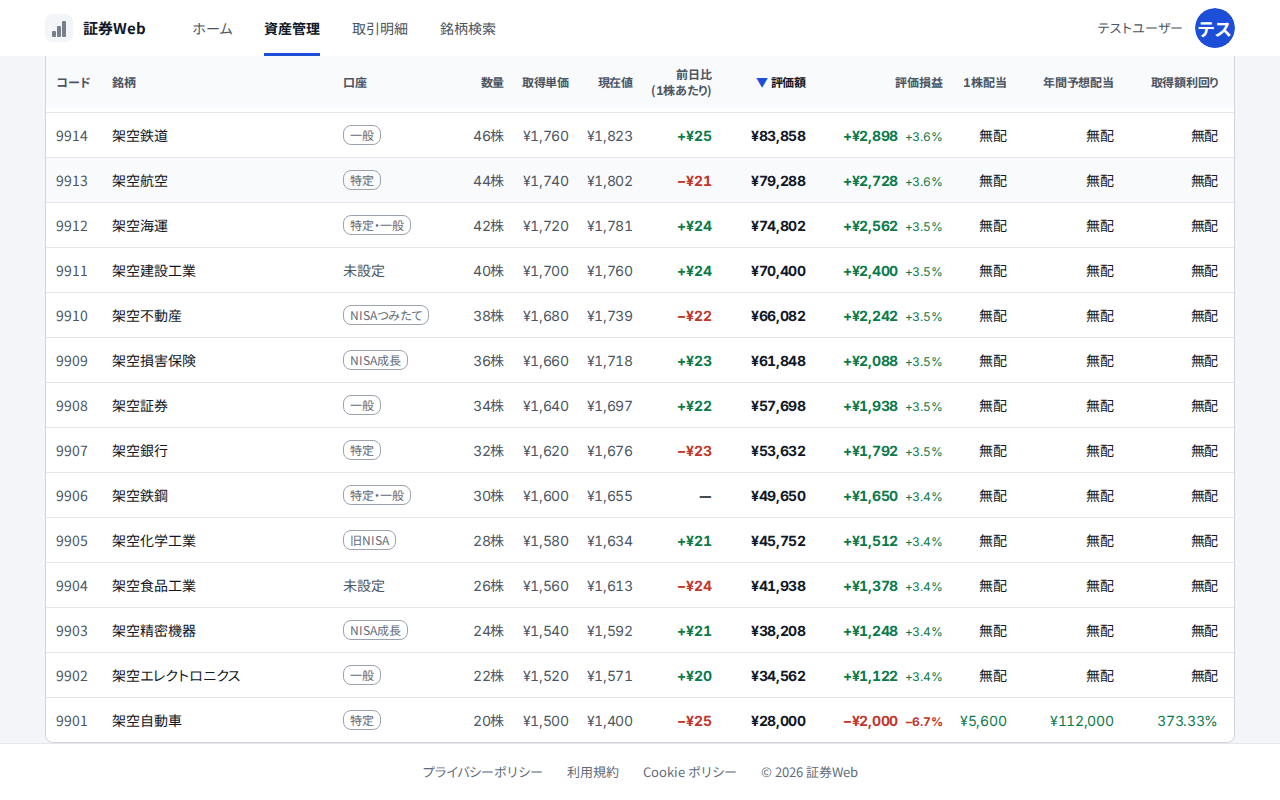 証券Web ホーム 資産管理 取引明細 銘柄検索 テストユーザー テス
コード 銘柄 口座 数量 取得単価 現在値 前日比 (1株あたり) ▼評価額 評価損益 1株配当 年間予想配当 取得額利回り
9914 架空鉄道 一般 46株 ¥1,760 ¥1,823 +¥25 ¥83,858 +¥2,898 +3.6% 無配 無配 無配
9913 架空航空 特定 44株 ¥1,740 ¥1,802 −¥21 ¥79,288 +¥2,728 +3.6% 無配 無配 無配
9912 架空海運 特定・一般 42株 ¥1,720 ¥1,781 +¥24 ¥74,802 +¥2,562 +3.5% 無配 無配 無配
9911 架空建設工業 未設定 40株 ¥1,700 ¥1,760 +¥24 ¥70,400 +¥2,400 +3.5% 無配 無配 無配
9910 架空不動産 NISAつみたて 38株 ¥1,680 ¥1,739 −¥22 ¥66,082 +¥2,242 +3.5% 無配 無配 無配
9909 架空損害保険 NISA成長 36株 ¥1,660 ¥1,718 +¥23 ¥61,848 +¥2,088 +3.5% 無配 無配 無配
9908 架空証券 一般 34株 ¥1,640 ¥1,697 +¥22 ¥57,698 +¥1,938 +3.5% 無配 無配 無配
9907 架空銀行 特定 32株 ¥1,620 ¥1,676 −¥23 ¥53,632 +¥1,792 +3.5% 無配 無配 無配
9906 架空鉄鋼 特定・一般 30株 ¥1,600 ¥1,655 — ¥49,650 +¥1,650 +3.4% 無配 無配 無配
9905 架空化学工業 旧NISA 28株 ¥1,580 ¥1,634 +¥21 ¥45,752 +¥1,512 +3.4% 無配 無配 無配
9904 架空食品工業 未設定 26株 ¥1,560 ¥1,613 −¥24 ¥41,938 +¥1,378 +3.4% 無配 無配 無配
9903 架空精密機器 NISA成長 24株 ¥1,540 ¥1,592 +¥21 ¥38,208 +¥1,248 +3.4% 無配 無配 無配
9902 架空エレクトロニクス 一般 22株 ¥1,520 ¥1,571 +¥20 ¥34,562 +¥1,122 +3.4% 無配 無配 無配
9901 架空自動車 特定 20株 ¥1,500 ¥1,400 −¥25 ¥28,000 −¥2,000 −6.7% ¥5,600 ¥112,000 373.33%
プライバシーポリシー 利用規約 Cookie ポリシー © 2026 証券Web